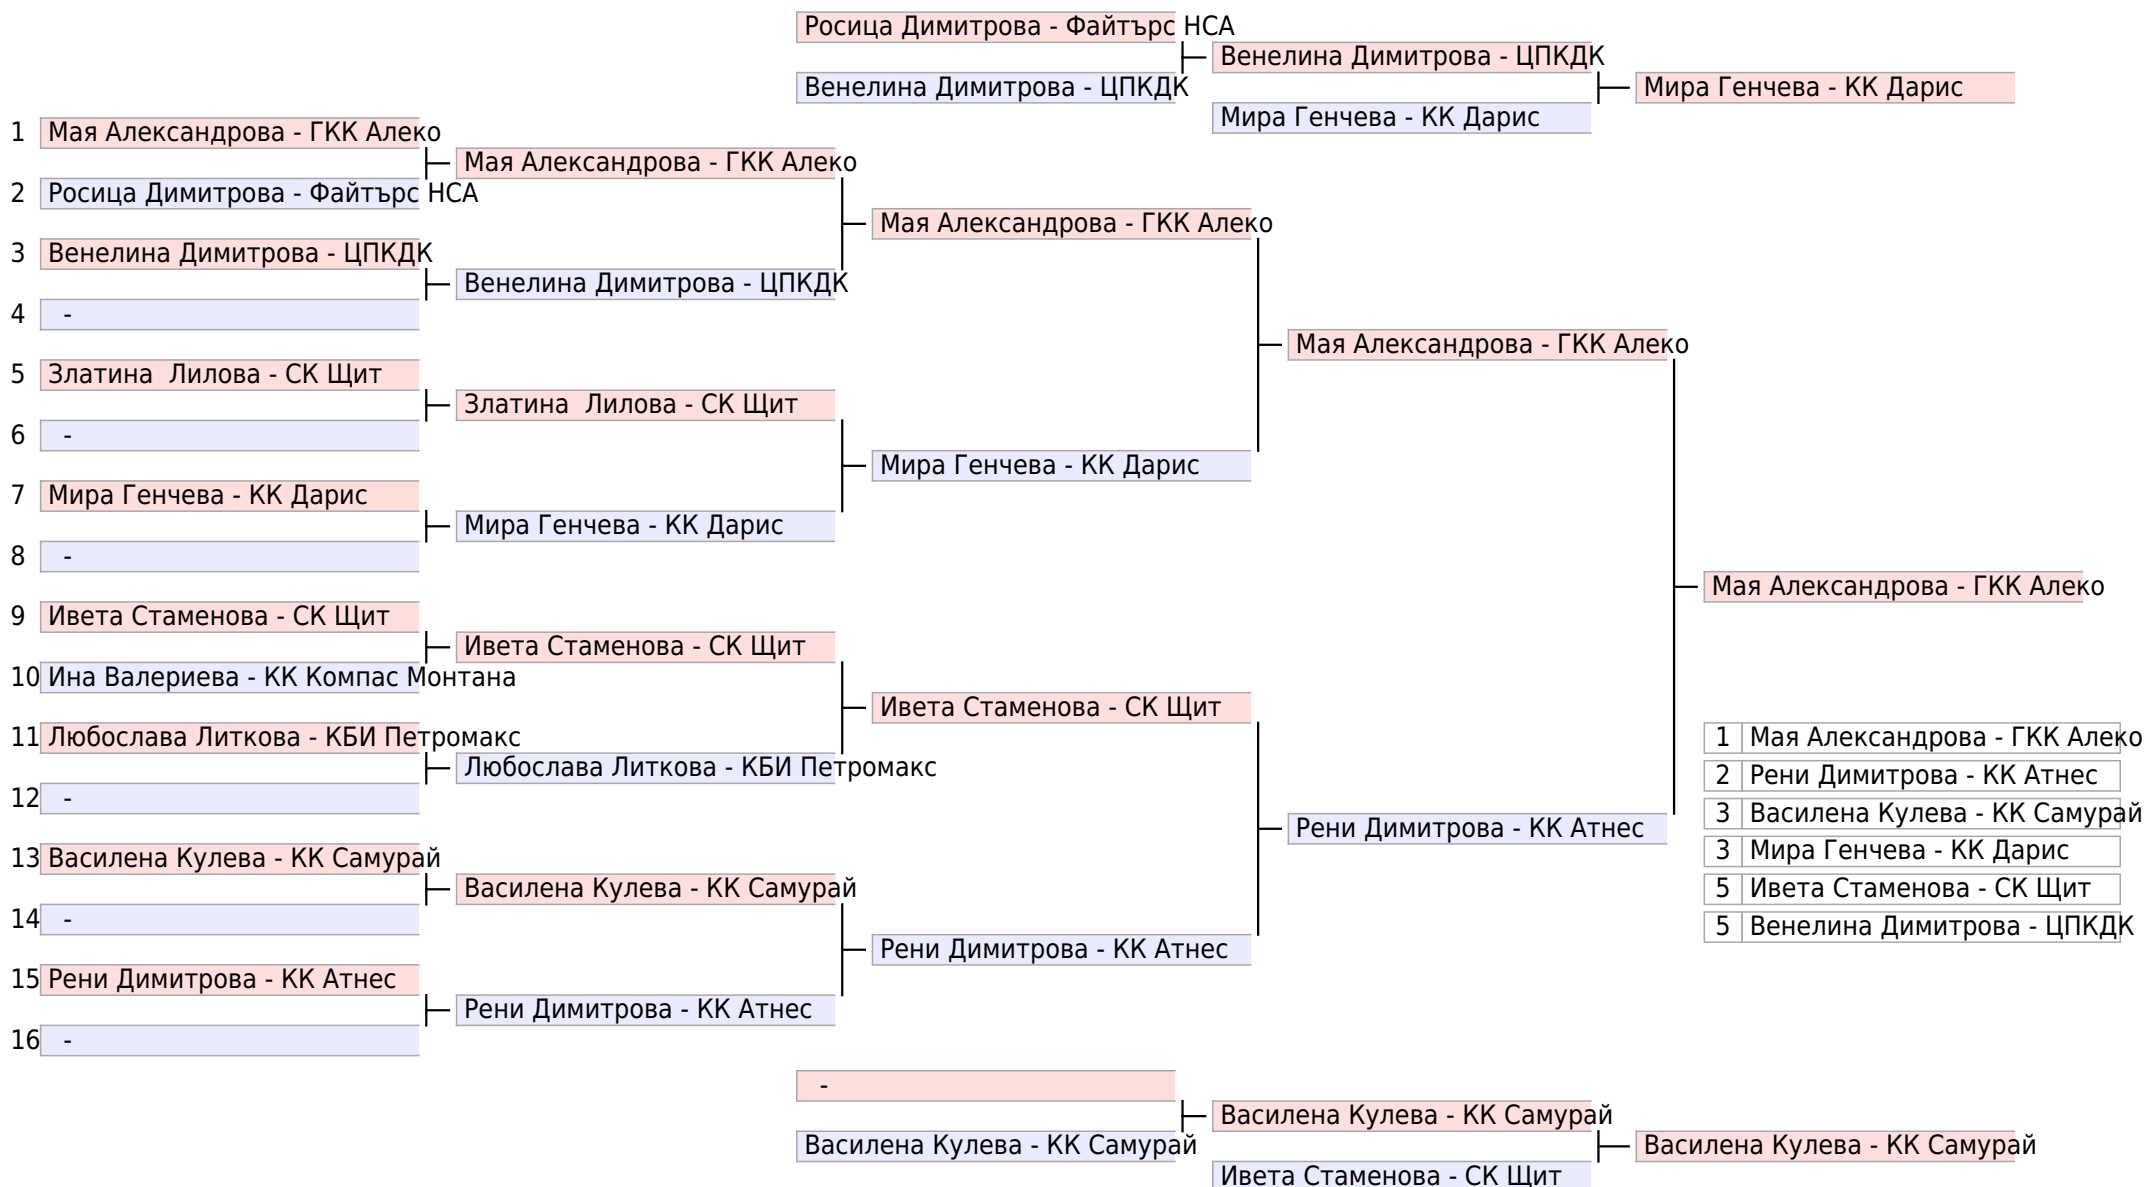 Росица Димитрова - Файтърс НСА
Венелина Димитрова - ЦПКДК
Венелина Димитрова - ЦПКДК
Мира Генчева - КК Дарис
Мира Генчева - КК Дарис
1 Мая Александрова - ГКК Алеко
Мая Александрова - ГКК Алеко
2 Росица Димитрова - Файтърс НСА
Мая Александрова - ГКК Алеко
3 Венелина Димитрова - ЦПКДК
Венелина Димитрова - ЦПКДК
4 -
Мая Александрова - ГКК Алеко
5 Златина  Лилова - СК Щит
Златина  Лилова - СК Щит
6 -
Мира Генчева - КК Дарис
7 Мира Генчева - КК Дарис
Мира Генчева - КК Дарис
8 -
Мая Александрова - ГКК Алеко
9 Ивета Стаменова - СК Щит
Ивета Стаменова - СК Щит
10 Ина Валериева - КК Компас Монтана
Ивета Стаменова - СК Щит
11 Любослава Литкова - КБИ Петромакс
Любослава Литкова - КБИ Петромакс
12 -
Рени Димитрова - КК Атнес
13 Василена Кулева - КК Самурай
Василена Кулева - КК Самурай
14 -
Рени Димитрова - КК Атнес
15 Рени Димитрова - КК Атнес
Рени Димитрова - КК Атнес
16 -
1 Мая Александрова - ГКК Алеко
2 Рени Димитрова - КК Атнес
3 Василена Кулева - КК Самурай
3 Мира Генчева - КК Дарис
5 Ивета Стаменова - СК Щит
5 Венелина Димитрова - ЦПКДК
-
Василена Кулева - КК Самурай
Василена Кулева - КК Самурай
Ивета Стаменова - СК Щит
Василена Кулева - КК Самурай